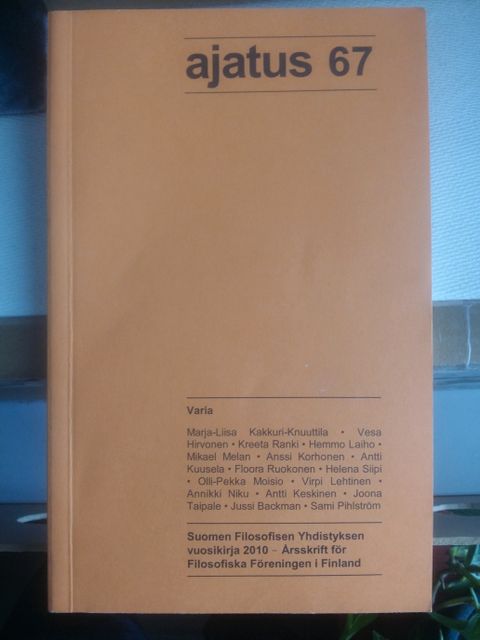 ajatus 67
Varia
Marja-Liisa Kakkuri-Knuuttila • Vesa
Hirvonen • Kreeta Ranki • Hemmo Laiho •
Mikael Melan • Anssi Korhonen • Antti
Kuusela • Floora Ruokonen • Helena Siipi
• Olli-Pekka Moisio • Virpi Lehtinen •
Annikki Niku • Antti Keskinen • Joona
Taipale • Jussi Backman • Sami Pihlström
Suomen Filosofisen Yhdistyksen
vuosikirja 2010 – Årsskrift för
Filosofiska Föreningen i Finland